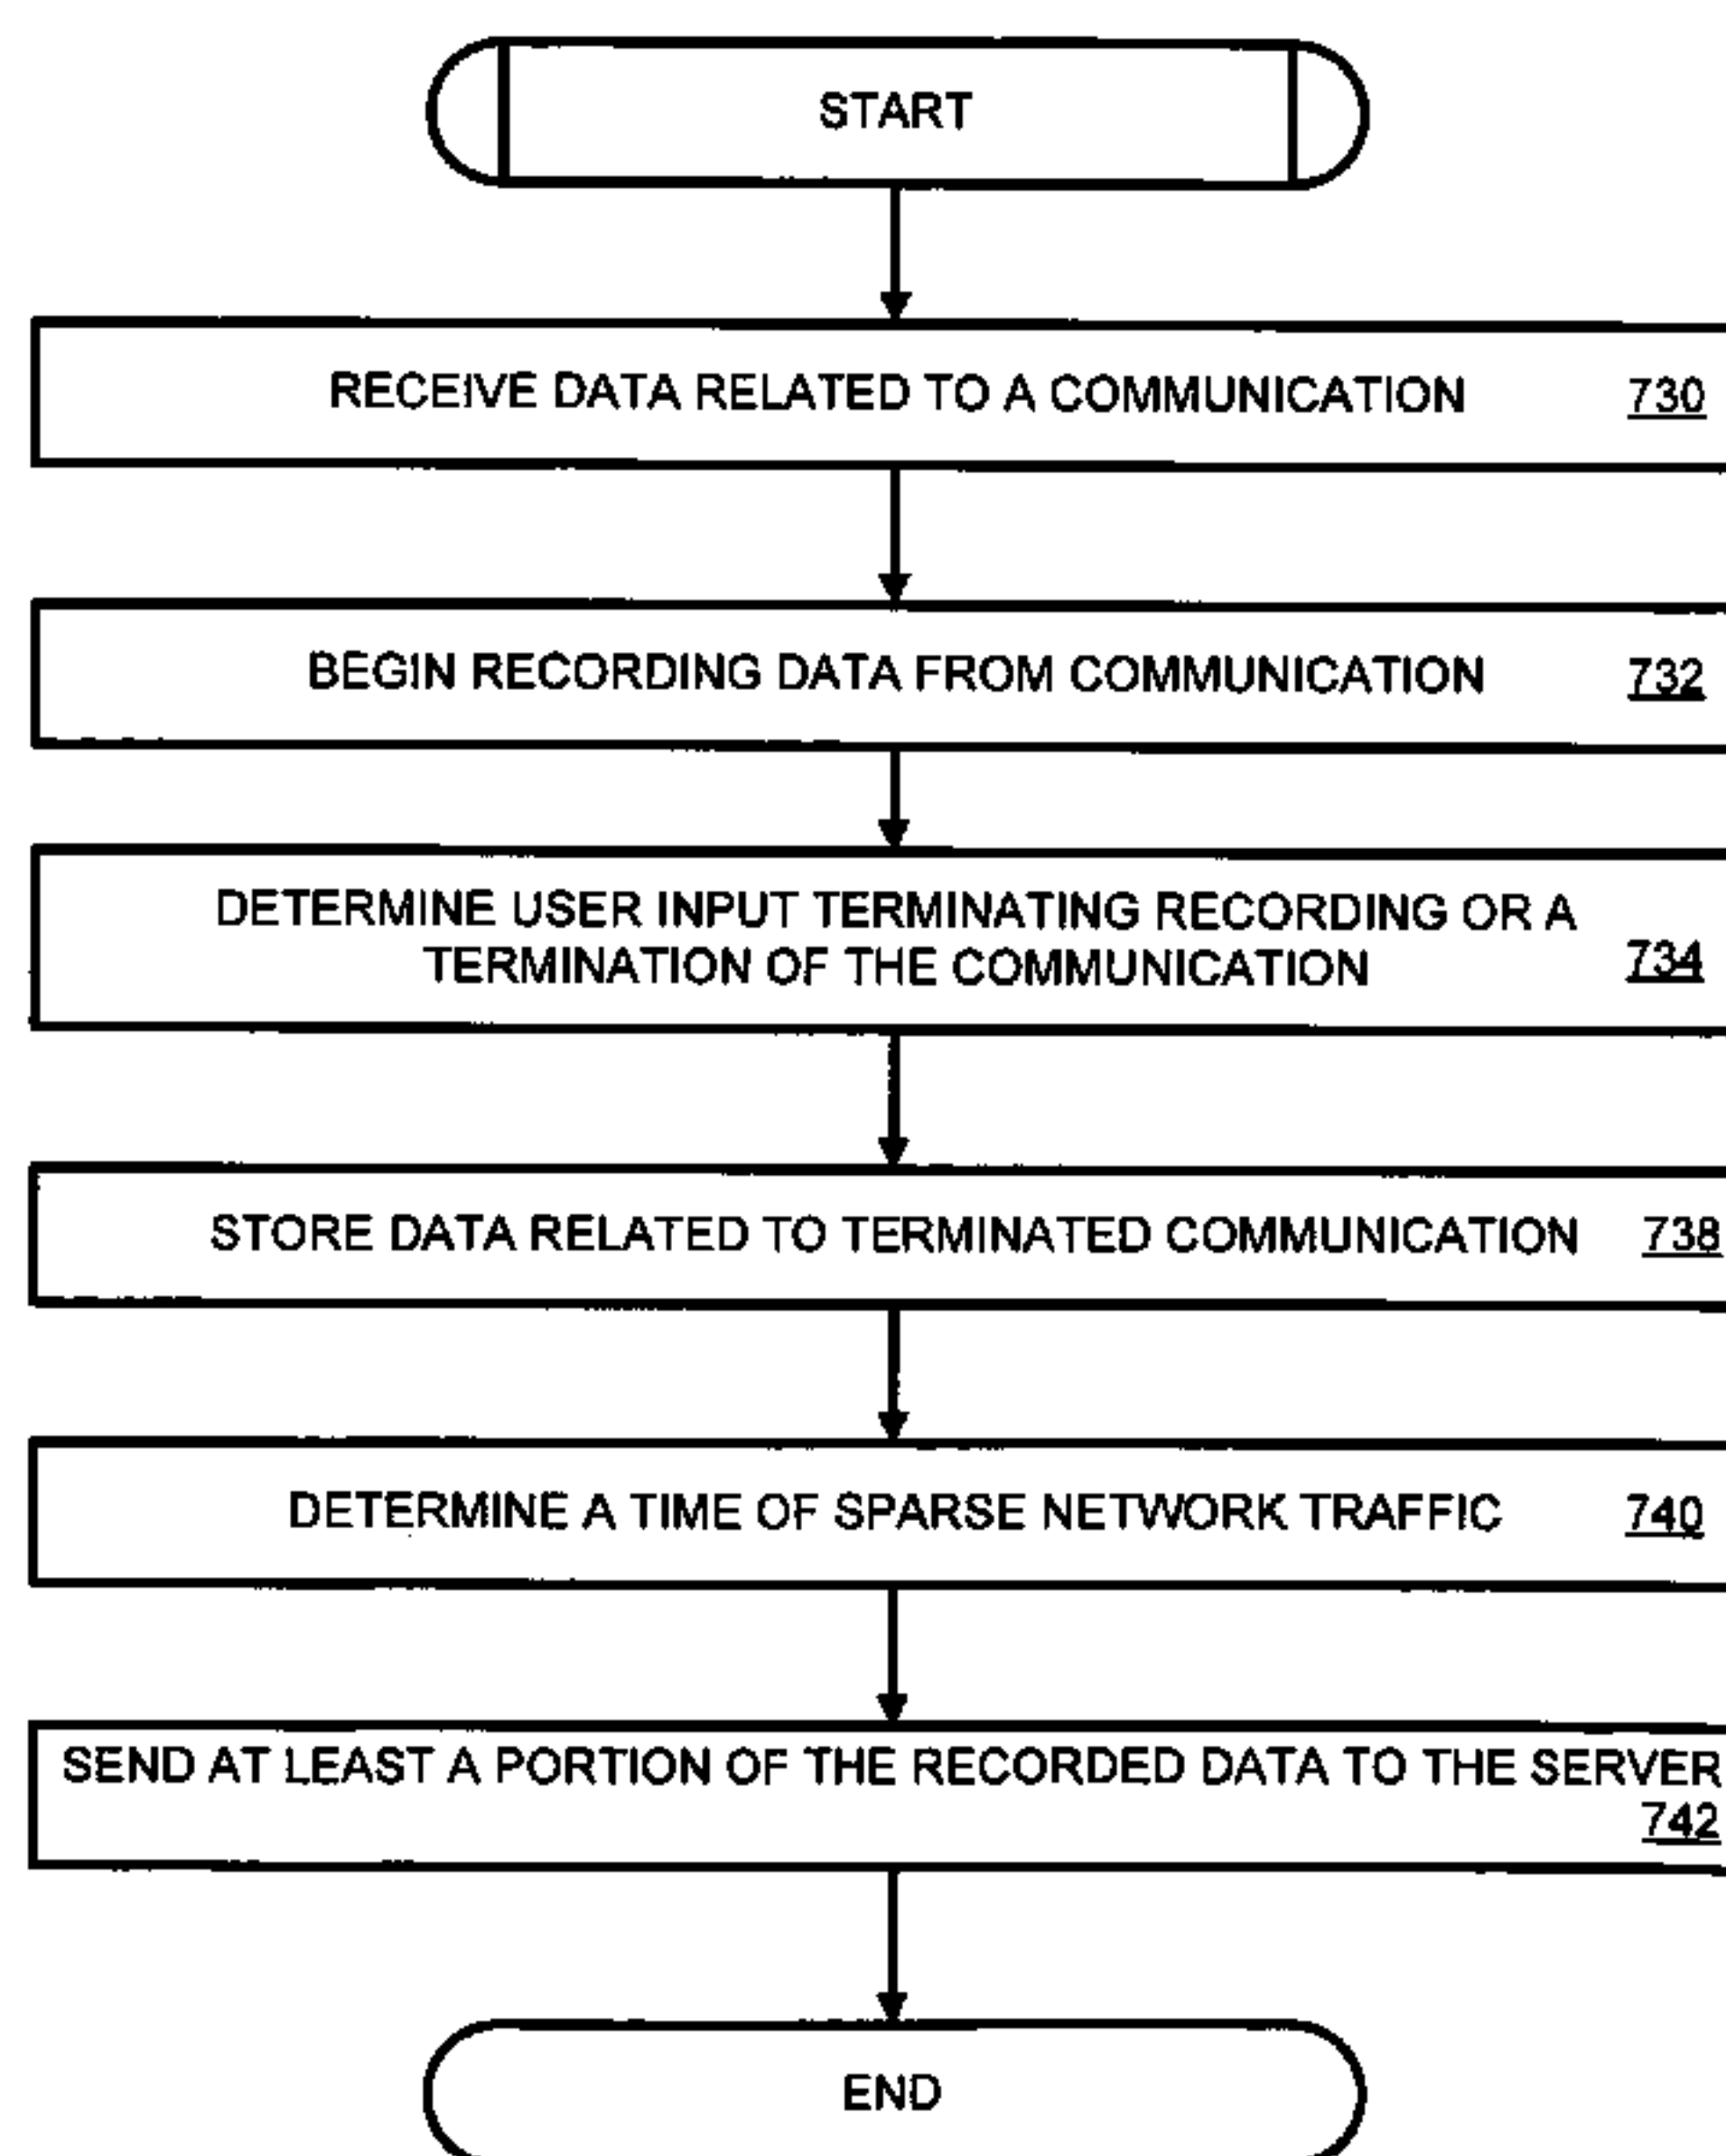 START
RECEIVE DATA RELATED TO A COMMUNICATION 730
BEGIN RECORDING DATA FROM COMMUNICATION 732
DETERMINE USER INPUT TERMINATING RECORDING OR A
TERMINATION OF THE COMMUNICATION 734
STORE DATA RELATED TO TERMINATED COMMUNICATION 738
DETERMINE A TIME OF SPARSE NETWORK TRAFFIC 740
SEND AT LEAST A PORTION OF THE RECORDED DATA TO THE SERVER
742
END